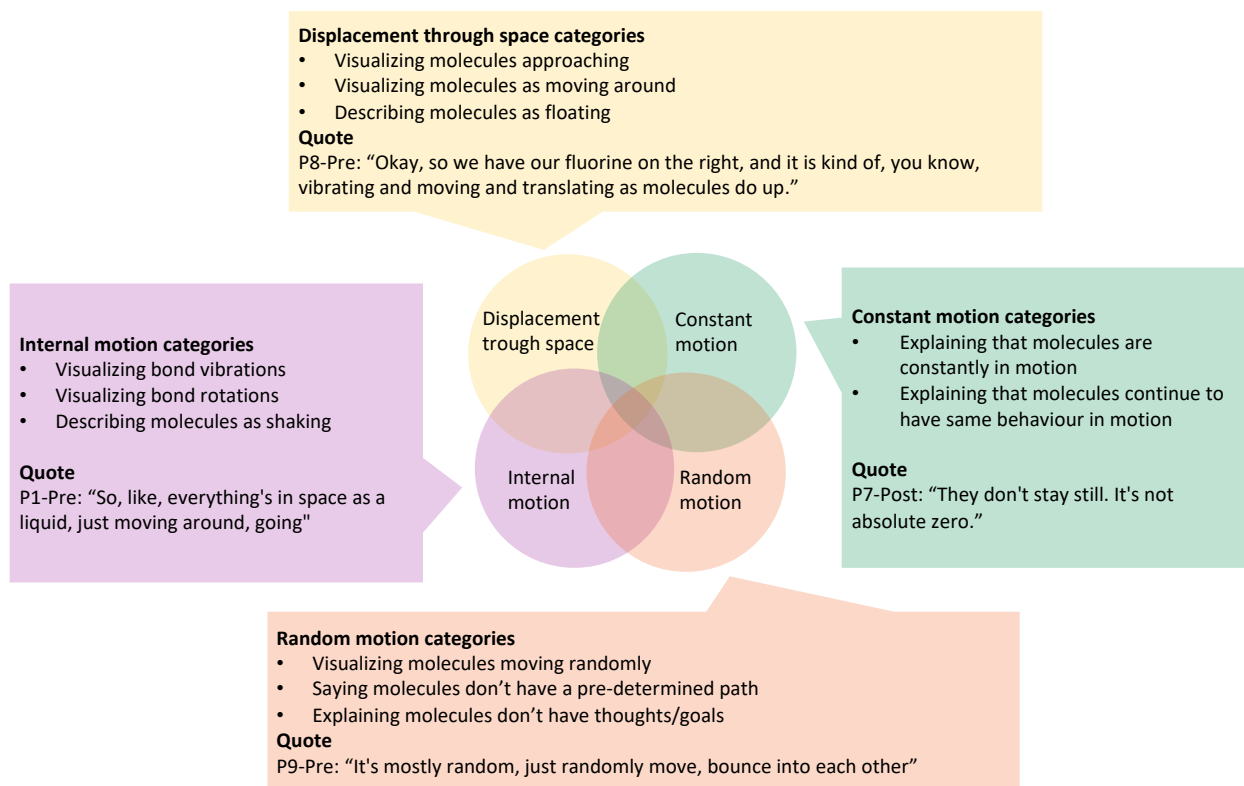 Displacement through space categories
• Visualizing molecules approaching
• Visualizing molecules as moving around
• Describing molecules as floating
Quote
P8-Pre: “Okay, so we have our fluorine on the right, and it is kind of, you know,
vibrating and moving and translating as molecules do up.”
Displacement
trough space
Constant
motion
Internal
motion
Random
motion
Internal motion categories
• Visualizing bond vibrations
• Visualizing bond rotations
• Describing molecules as shaking
Quote
P1-Pre: “So, like, everything's in space as a
liquid, just moving around, going"
Constant motion categories
• Explaining that molecules are
constantly in motion
• Explaining that molecules continue to
have same behaviour in motion
Quote
P7-Post: “They don't stay still. It's not
absolute zero.”
Random motion categories
• Visualizing molecules moving randomly
• Saying molecules don’t have a pre-determined path
• Explaining molecules don’t have thoughts/goals
Quote
P9-Pre: “It's mostly random, just randomly move, bounce into each other”